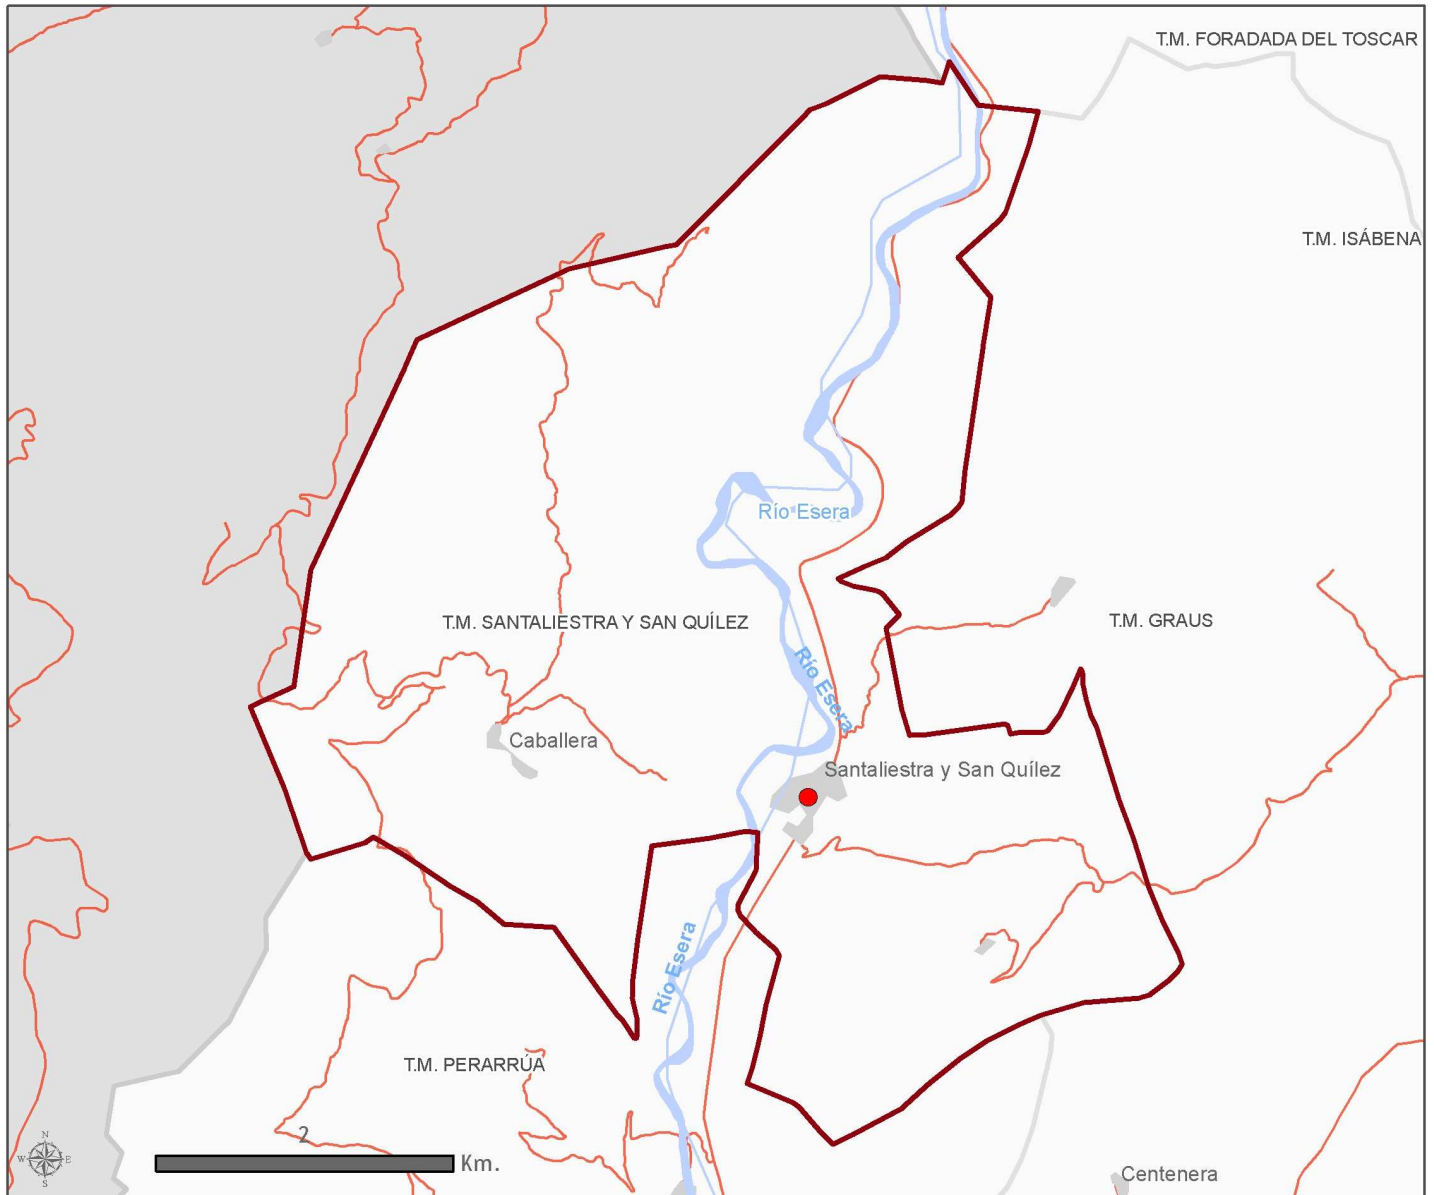 T.M. FORADADA DEL TOSCAR
T.M. ISÁBENA
Río Esera
T.M. SANTALIESTRA Y SAN QUÍLEZ
T.M. GRAUS
Río Esera
Caballera
Santaliestra y San Quílez
Río Esera
T.M. PERARRÚA
2
Km.
N
W
E
S
Centenera